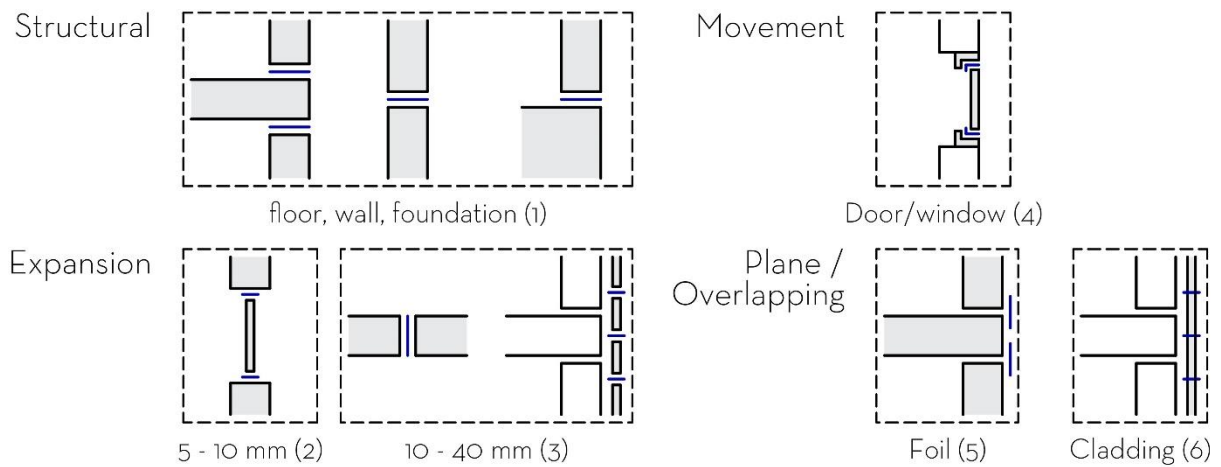 Structural
floor, wall, foundation (1)
Movement
Door/window (4)
Expansion
5 - 10 mm (2)
10 - 40 mm (3)
Plane /
Overlapping
Foil (5)
Cladding (6)